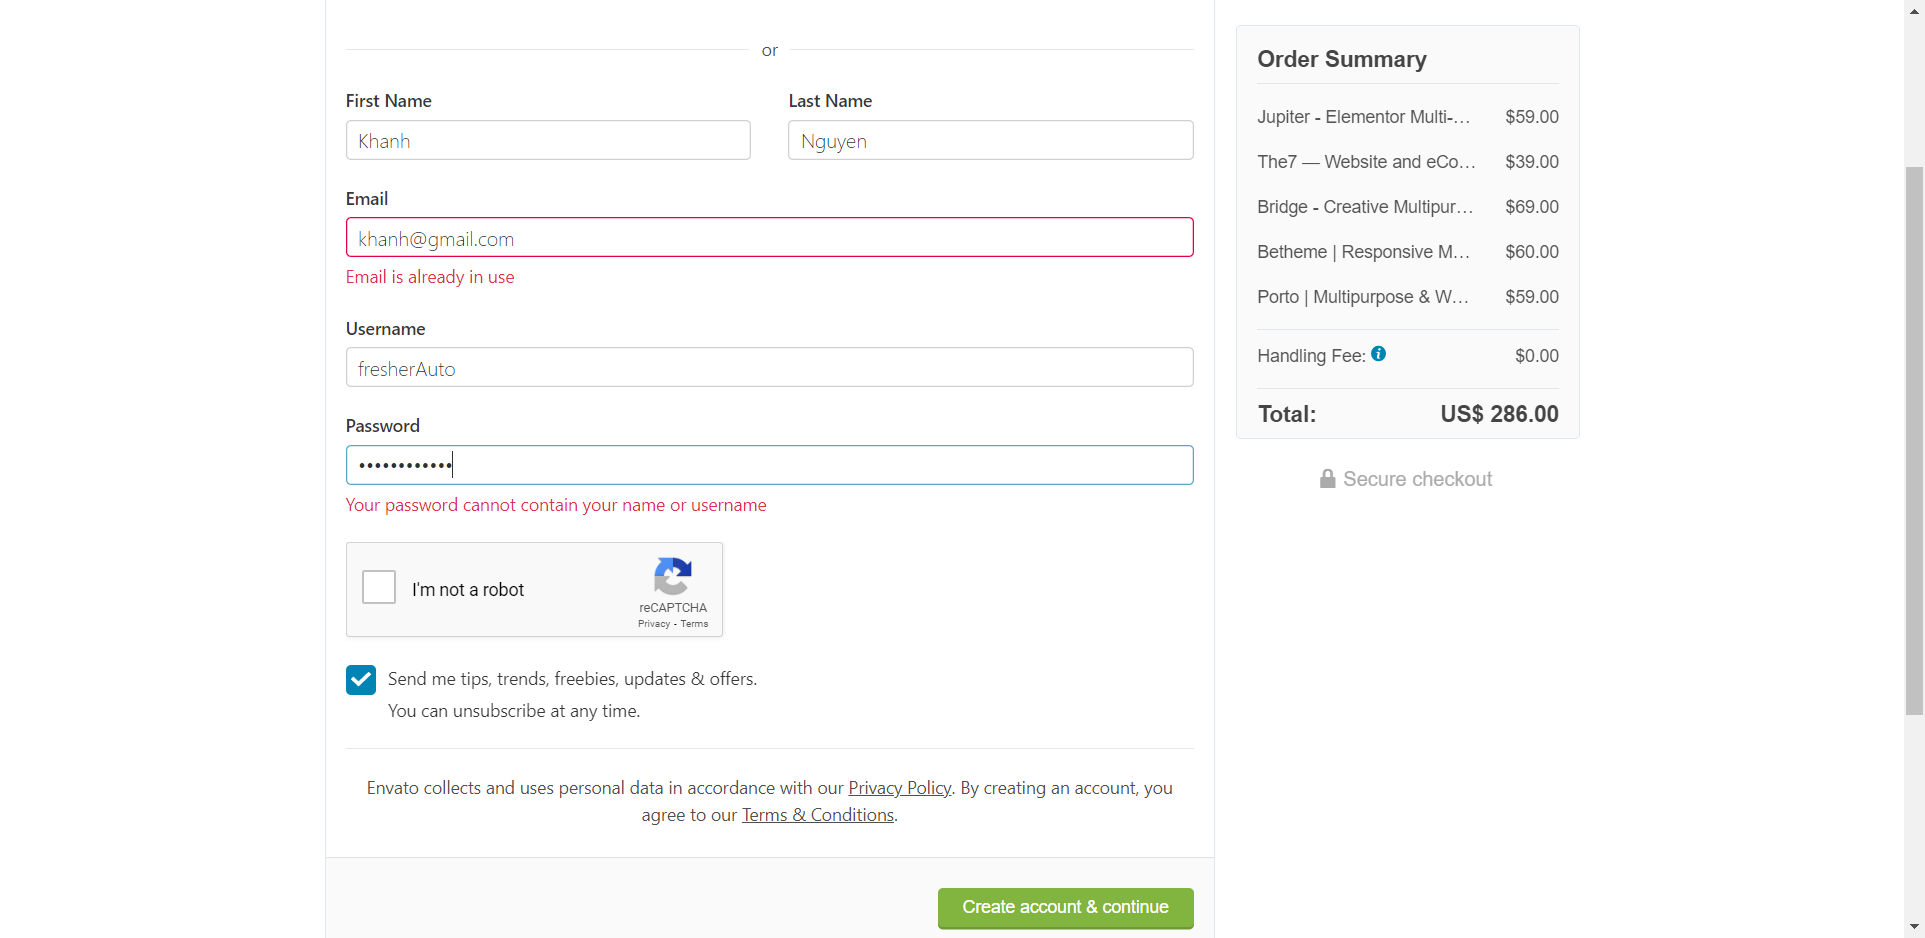 or
First Name
Last Name
Khanh
Nguyen
Email
khanh@gmail.com
Email is already in use
Username
fresherAuto
Password
••••••••••••
Your password cannot contain your name or username
I'm not a robot
reCAPTCHA
Privacy - Terms
Send me tips, trends, freebies, updates & offers.
You can unsubscribe at any time.
Envato collects and uses personal data in accordance with our Privacy Policy. By creating an account, you
agree to our Terms & Conditions.
Create account & continue
Order Summary
Jupiter - Elementor Multi-... $59.00
The7 — Website and eCo... $39.00
Bridge - Creative Multipur... $69.00
Betheme | Responsive M... $60.00
Porto | Multipurpose & W... $59.00
Handling Fee: i $0.00
Total: US$ 286.00
Secure checkout